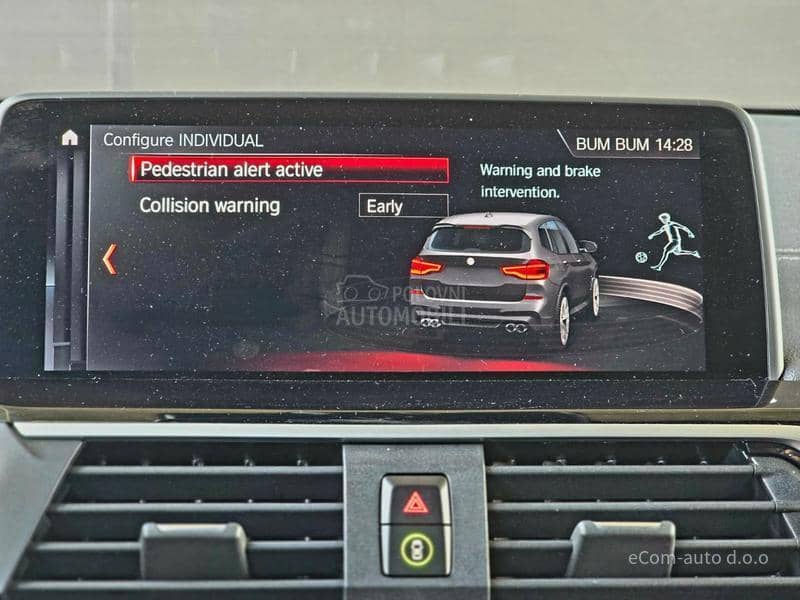 Configure INDIVIDUAL
BUM BUM 14:28
Pedestrian alert active
Warning and brake
intervention.
Collision warning
Early
POLOVNI
AUTOMOBILI
eCom-auto d.o.o